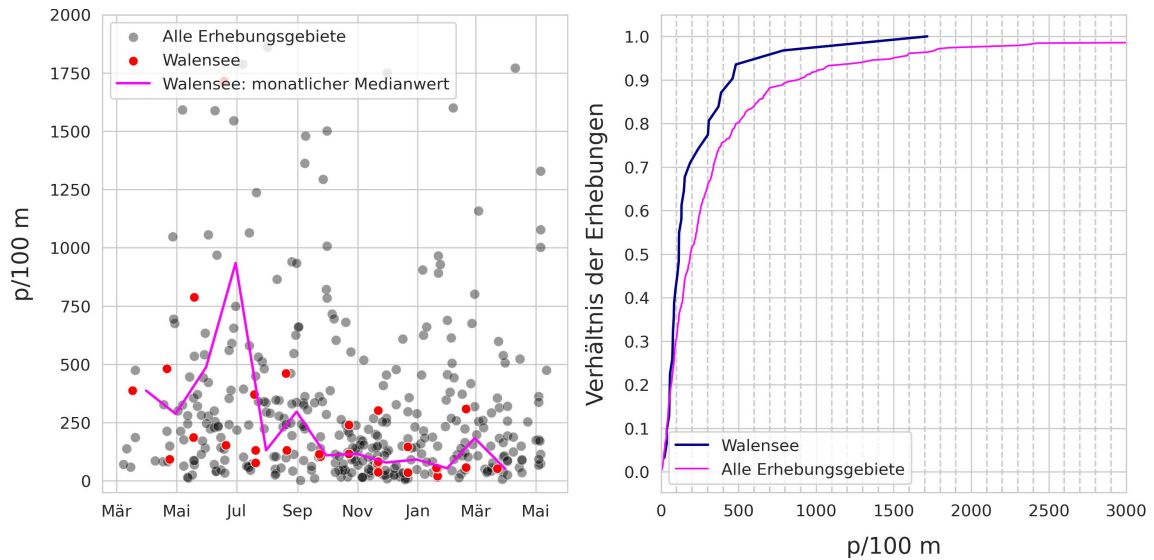 2000
1750
1500
1250
1000
750
500
250
0
p/100 m
Alle Erhebungsgebiete
Walensee
Walensee: monatlicher Medianwert
Mär
Mai
Jul
Sep
Nov
Jan
Mär
Mai
Verhältnis der Erhebungen
1.0
0.9
0.8
0.7
0.6
0.5
0.4
0.3
0.2
0.1
0.0
Walensee
Alle Erhebungsgebiete
0
500
1000
1500
2000
2500
3000
p/100 m